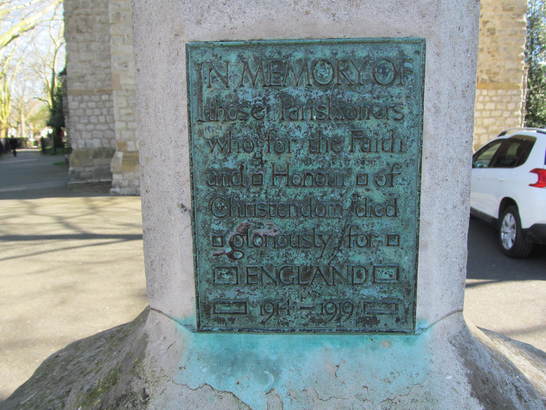 IN MEMORY OF
those Parishioners
who for the Faith
and Honour of
Christendom died
gloriously for
ENGLAND
1914 - 1919